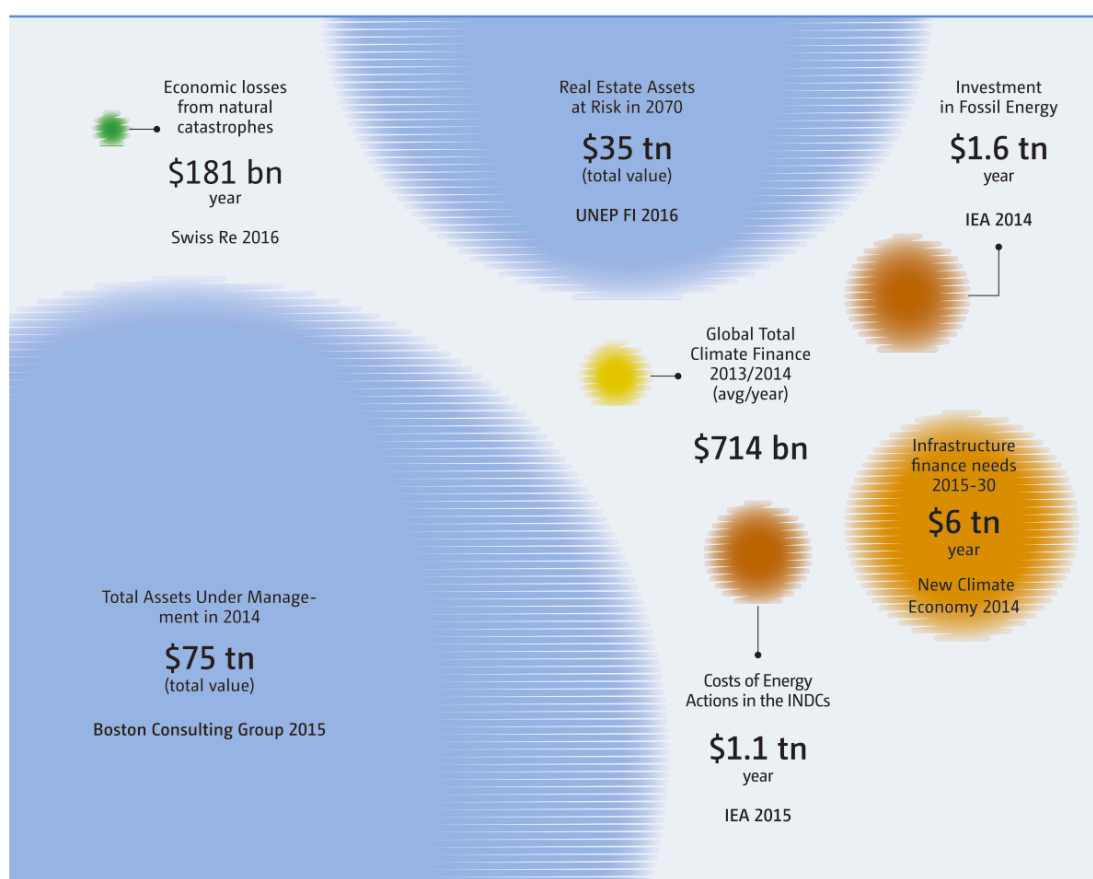 Economic losses
from natural
catastrophes
$181 bn
year
Swiss Re 2016
Real Estate Assets
at Risk in 2070
$35 tn
(total value)
UNEP FI 2016
Investment
in Fossil Energy
$1.6 tn
year
IEA 2014
Global Total
Climate Finance
2013/2014
(avg/year)
$714 bn
Infrastructure
finance needs
2015-30
$6 tn
year
New Climate
Economy 2014
Total Assets Under Manage-
ment in 2014
$75 tn
(total value)
Boston Consulting Group 2015
Costs of Energy
Actions in the INDCs
$1.1 tn
year
IEA 2015